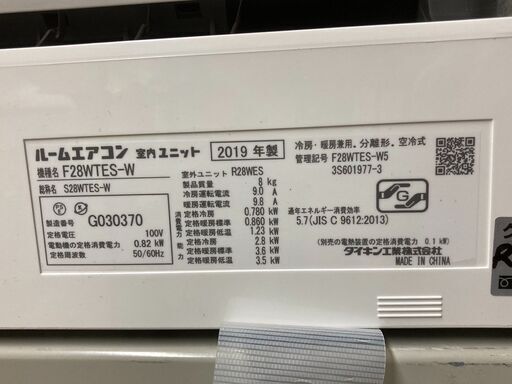 ルームエアコン 室内ユニット 2019 年製
機種名 F28WTES-W
総称名 S28WTES-W
製造番号 G030370
定格電圧 100V
電動機の定格消費電力 0.82 kW
定格周波数 50/60Hz
室外ユニット R28WES
製品質量 8 kg
冷房運転電流 9.0 A
暖房運転電流 9.8 A
消費電力
定格冷房 0.780 kW
定格暖房標準 0.860 kW
定格暖房低温 1.23 kW
能力
定格冷房 2.8 kW
定格暖房標準 3.6 kW
定格暖房低温 3.5 kW
冷房・暖房兼用・分離形・空冷式
管理記号 F28WTES-W5
3S601977-3
G
通年エネルギー消費効率
5.7(JIS C 9612:2013)
(別売の電熱装置の定格消費電力 0.1 kW)
ダイキン工業株式会社
MADE IN CHINA